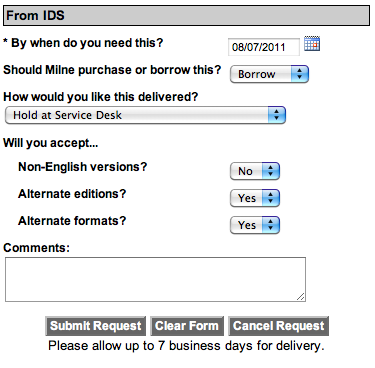 From IDS
* By when do you need this? 08/07/2011
Should Milne purchase or borrow this? Borrow
How would you like this delivered?
Hold at Service Desk
Will you accept...
Non-English versions? No
Alternate editions? Yes
Alternate formats? Yes
Comments:
Submit Request Clear Form Cancel Request
Please allow up to 7 business days for delivery.